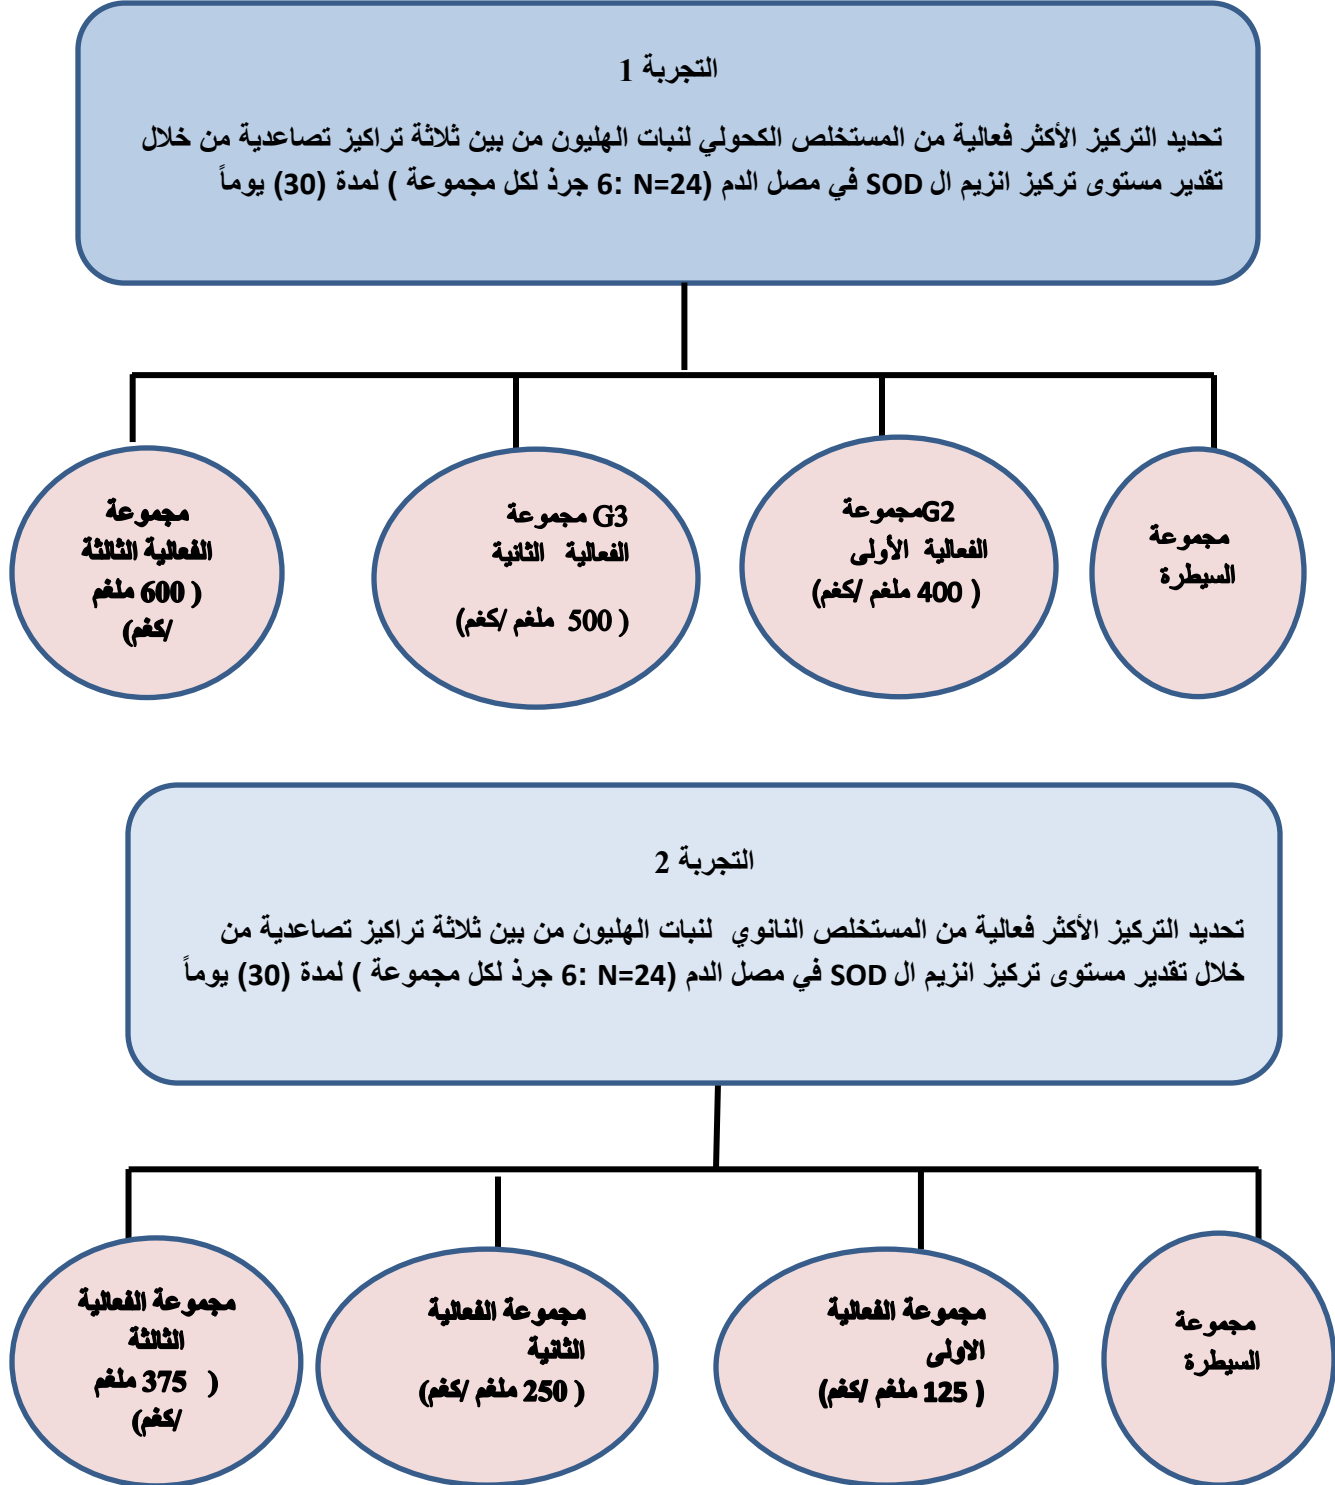 التجربة 1
تحديد التركيز الأكثر فعالية من المستخلص الكحولي لنبات الهليون من بين ثلاثة تراكيز تصاعدية من خلال
تقدير مستوى تركيز انزيم ال SOD في مصل الدم (N=24 :6 جرذ لكل مجموعة ) لمدة (30) يوماً
مجموعة
السيطرة
G2مجموعة
الفعالية الأولى
( 400 ملغم /كغم)
G3 مجموعة
الفعالية الثانية
( 500 ملغم /كغم)
مجموعة
الفعالية الثالثة
( 600 ملغم
/كغم)
التجربة 2
تحديد التركيز الأكثر فعالية من المستخلص النانوي لنبات الهليون من بين ثلاثة تراكيز تصاعدية من
خلال تقدير مستوى تركيز انزيم ال SOD في مصل الدم (N=24 :6 جرذ لكل مجموعة ) لمدة (30) يوماً
مجموعة
السيطرة
مجموعة الفعالية
الاولى
( 125 ملغم /كغم)
مجموعة الفعالية
الثانية
( 250 ملغم /كغم)
مجموعة الفعالية
الثالثة
( 375 ملغم
/كغم)